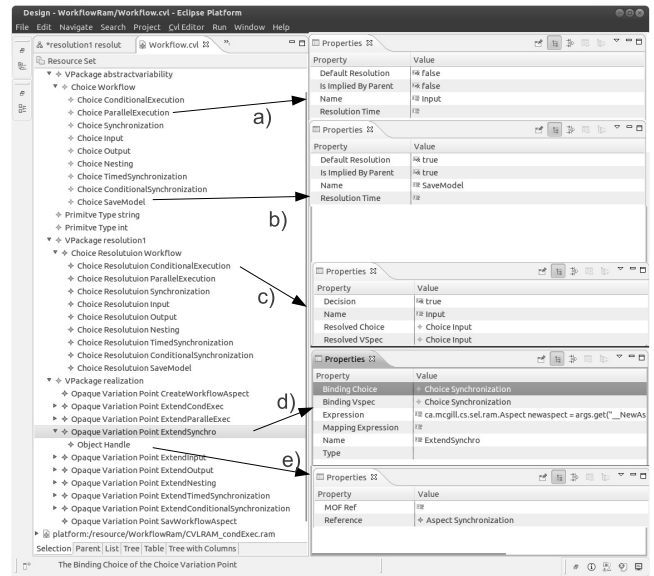 Design - WorkflowRam/Workflow.cvl - Eclipse Platform
File Edit Navigate Search Project Cvleditor Run Window Help
*resolution1 resolut
Workflow.cvl
Resource Set
VPackage abstractvariability
Choice Workflow
Choice ConditionalExecution
Choice ParallelExecution
Choice Synchronization
Choice Input
Choice Output
Choice Nesting
Choice TimedSynchronization
Choice ConditionalSynchronization
Choice SaveModel
Primitve Type string
Primitve Type int
VPackage resolution1
Choice Resolutuion Workflow
Choice Resolutuion ConditionalExecution
Choice Resolutuion ParallelExecution
Choice Resolutuion Synchronization
Choice Resolutuion Input
Choice Resolutuion Output
Choice Resolutuion Nesting
Choice Resolutuion TimedSynchronization
Choice Resolutuion ConditionalSynchronization
Choice Resolutuion SaveModel
VPackage realization
Opaque Variation Point CreateWorkflowAspect
Opaque Variation Point ExtendCondExec
Opaque Variation Point ExtendParalleExec
Opaque Variation Point ExtendSynchro
Object Handle
Opaque Variation Point ExtendInput
Opaque Variation Point ExtendOutput
Opaque Variation Point ExtendNesting
Opaque Variation Point ExtendTimedSynchronization
Opaque Variation Point ExtendConditionalSynchronization
Opaque Variation Point SavWorkflowAspect
platform:/resource/WorkflowRam/CVLRAM_condExec.ram
Selection Parent List Tree Table Tree with Columns
The Binding Choice of the Choice Variation Point
a)
b)
c)
d)
e)
Properties
Property Value
Default Resolution false
Is Implied By Parent false
Name Input
Resolution Time
Properties
Property Value
Default Resolution true
Is Implied By Parent true
Name SaveModel
Resolution Time
Properties
Property Value
Decision true
Name Input
Resolved Choice Choice Input
Resolved VSpec Choice Input
Properties
Property Value
Binding Choice Choice Synchronization
Binding Vspec Choice Synchronization
Expression ca.mcgill.cs.sel.ram.Aspect newaspect = args.get("__NewAs
Mapping Expression
Name ExtendSynchro
Type
Properties
Property Value
MOF Ref
Reference Aspect Synchronization